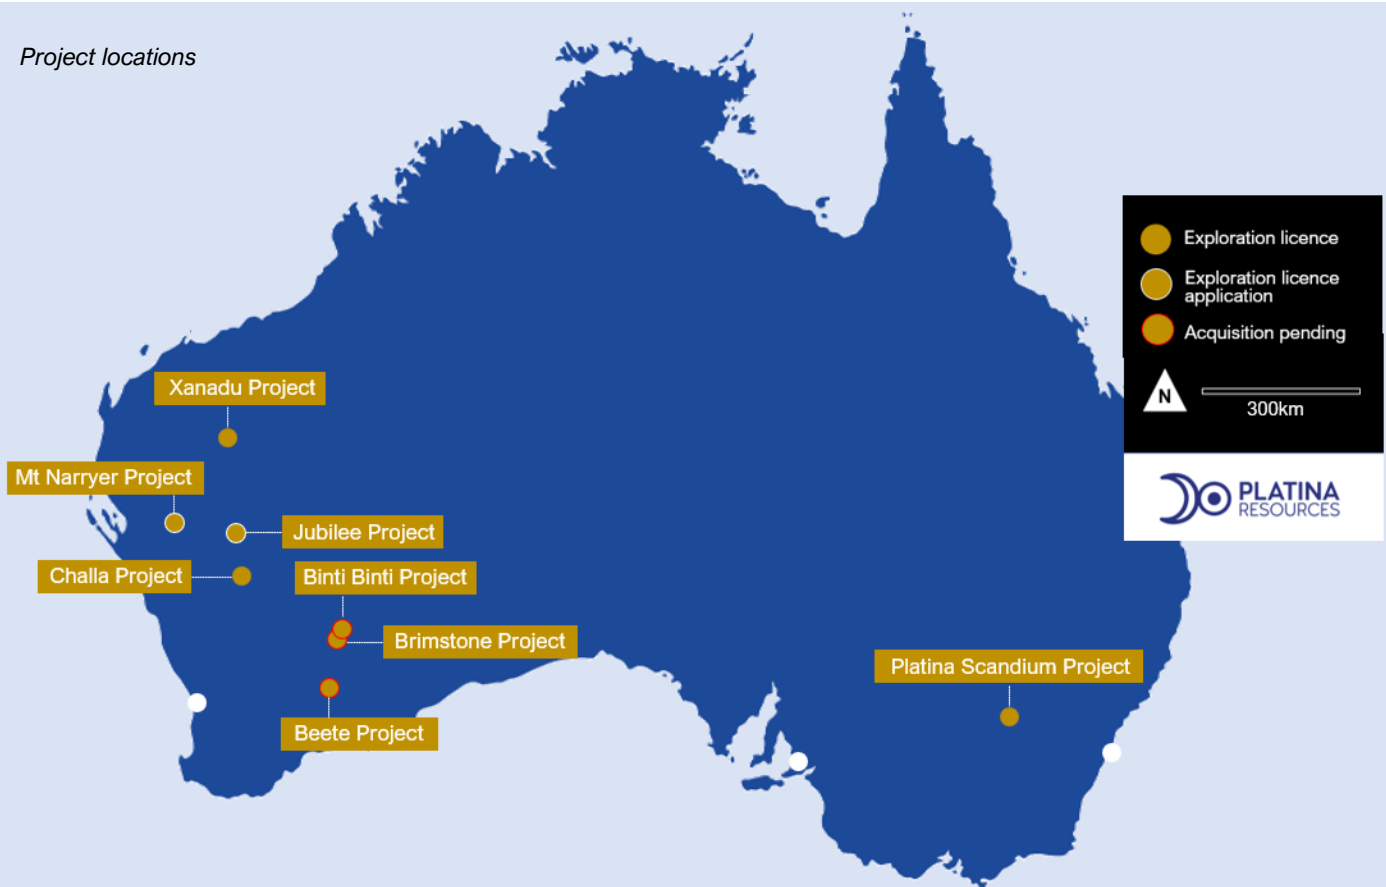 Project locations
Exploration licence
Exploration licence
application
Acquisition pending
N
300km
PLATINA
RESOURCES
Xanadu Project
Mt Narryer Project
Jubilee Project
Challa Project
Binti Binti Project
Brimstone Project
Beete Project
Platina Scandium Project